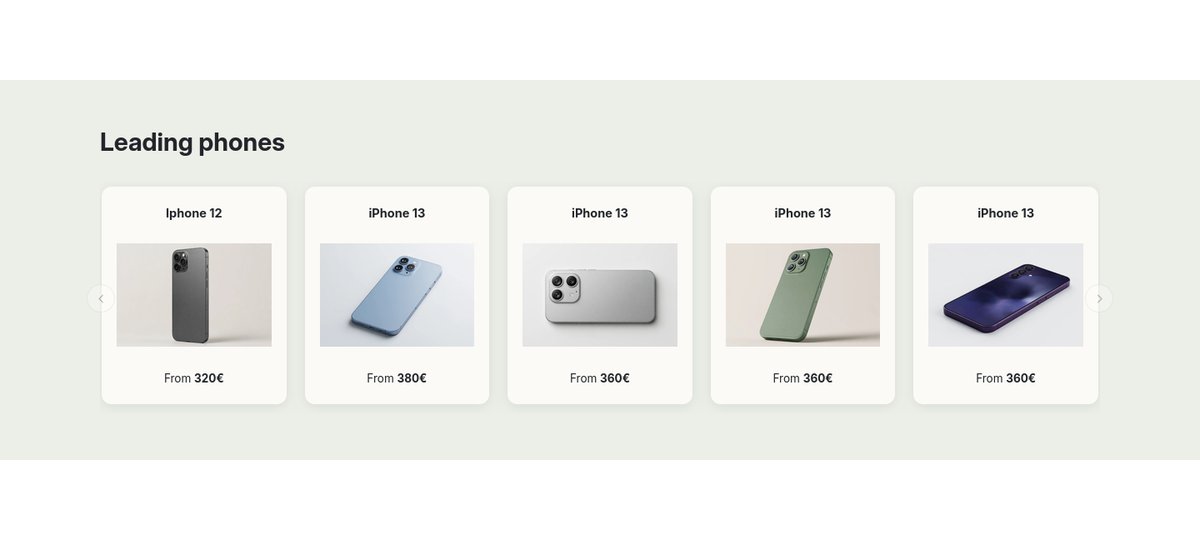 Leading phones
Iphone 12
iPhone 13
iPhone 13
iPhone 13
iPhone 13
From 320€
From 380€
From 360€
From 360€
From 360€